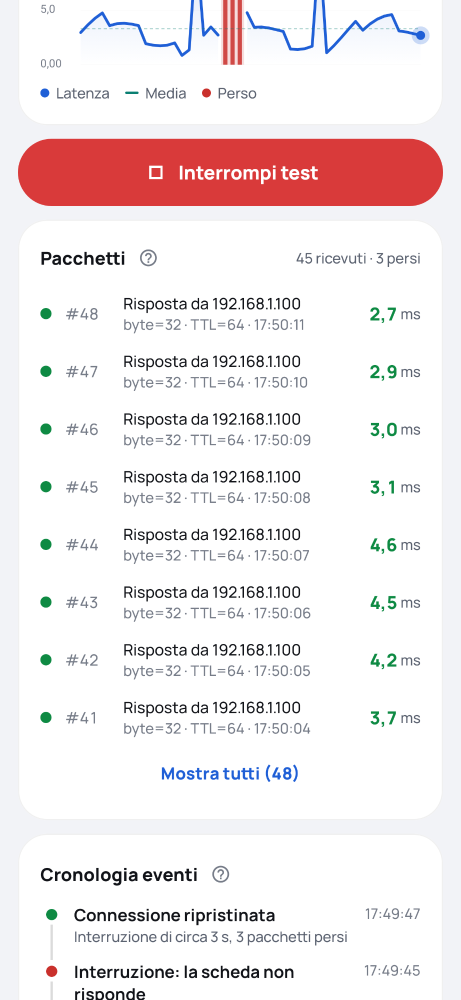 5,0
0,00
Latenza Media Perso
Interrompi test
Pacchetti ? 45 ricevuti · 3 persi
#48 Risposta da 192.168.1.100 2,7 ms
byte=32 · TTL=64 · 17:50:11
#47 Risposta da 192.168.1.100 2,9 ms
byte=32 · TTL=64 · 17:50:10
#46 Risposta da 192.168.1.100 3,0 ms
byte=32 · TTL=64 · 17:50:09
#45 Risposta da 192.168.1.100 3,1 ms
byte=32 · TTL=64 · 17:50:08
#44 Risposta da 192.168.1.100 4,6 ms
byte=32 · TTL=64 · 17:50:07
#43 Risposta da 192.168.1.100 4,5 ms
byte=32 · TTL=64 · 17:50:06
#42 Risposta da 192.168.1.100 4,2 ms
byte=32 · TTL=64 · 17:50:05
#41 Risposta da 192.168.1.100 3,7 ms
byte=32 · TTL=64 · 17:50:04
Mostra tutti (48)
Cronologia eventi ?
Connessione ripristinata 17:49:47
Interruzione di circa 3 s, 3 pacchetti persi
Interruzione: la scheda non 17:49:45
risponde